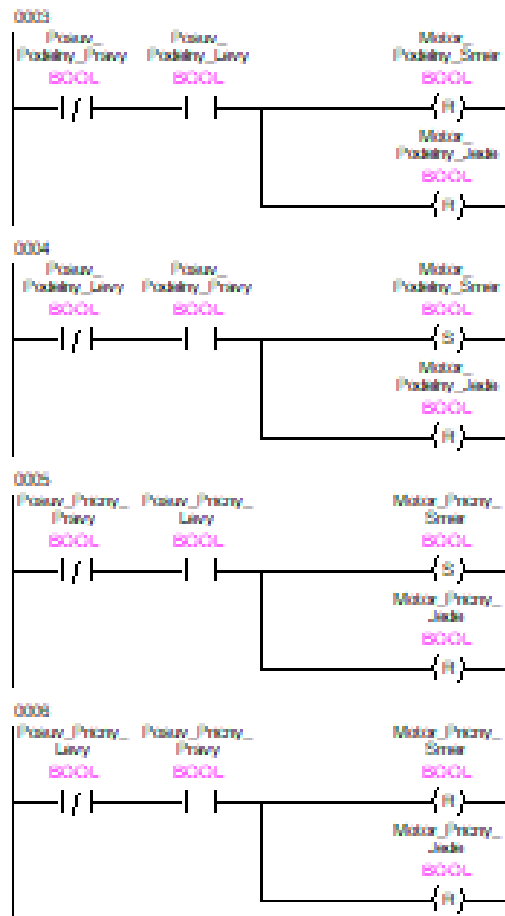 0003
Posuv_ Posuv_ Motor_
Podelny_Pravy Podelny_Levy Podelny_Smer
BOOL BOOL BOOL
/ R
Motor_
Podelny_Jede
BOOL
R
0004
Posuv_ Posuv_ Motor_
Podelny_Levy Podelny_Pravy Podelny_Smer
BOOL BOOL BOOL
/ S
Motor_
Podelny_Jede
BOOL
R
0005
Posuv_Pricny_ Posuv_Pricny_ Motor_Pricny_
Pravy Levy Smer
BOOL BOOL BOOL
/ S
Motor_Pricny_
Jede
BOOL
R
0006
Posuv_Pricny_ Posuv_Pricny_ Motor_Pricny_
Levy Pravy Smer
BOOL BOOL BOOL
/ R
Motor_Pricny_
Jede
BOOL
R